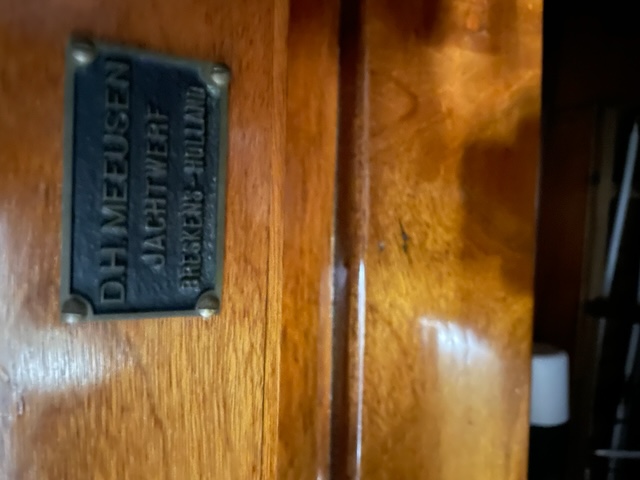 D.H. MEEUSEN
JACHTWERF
BRESKENS-HOLLAND